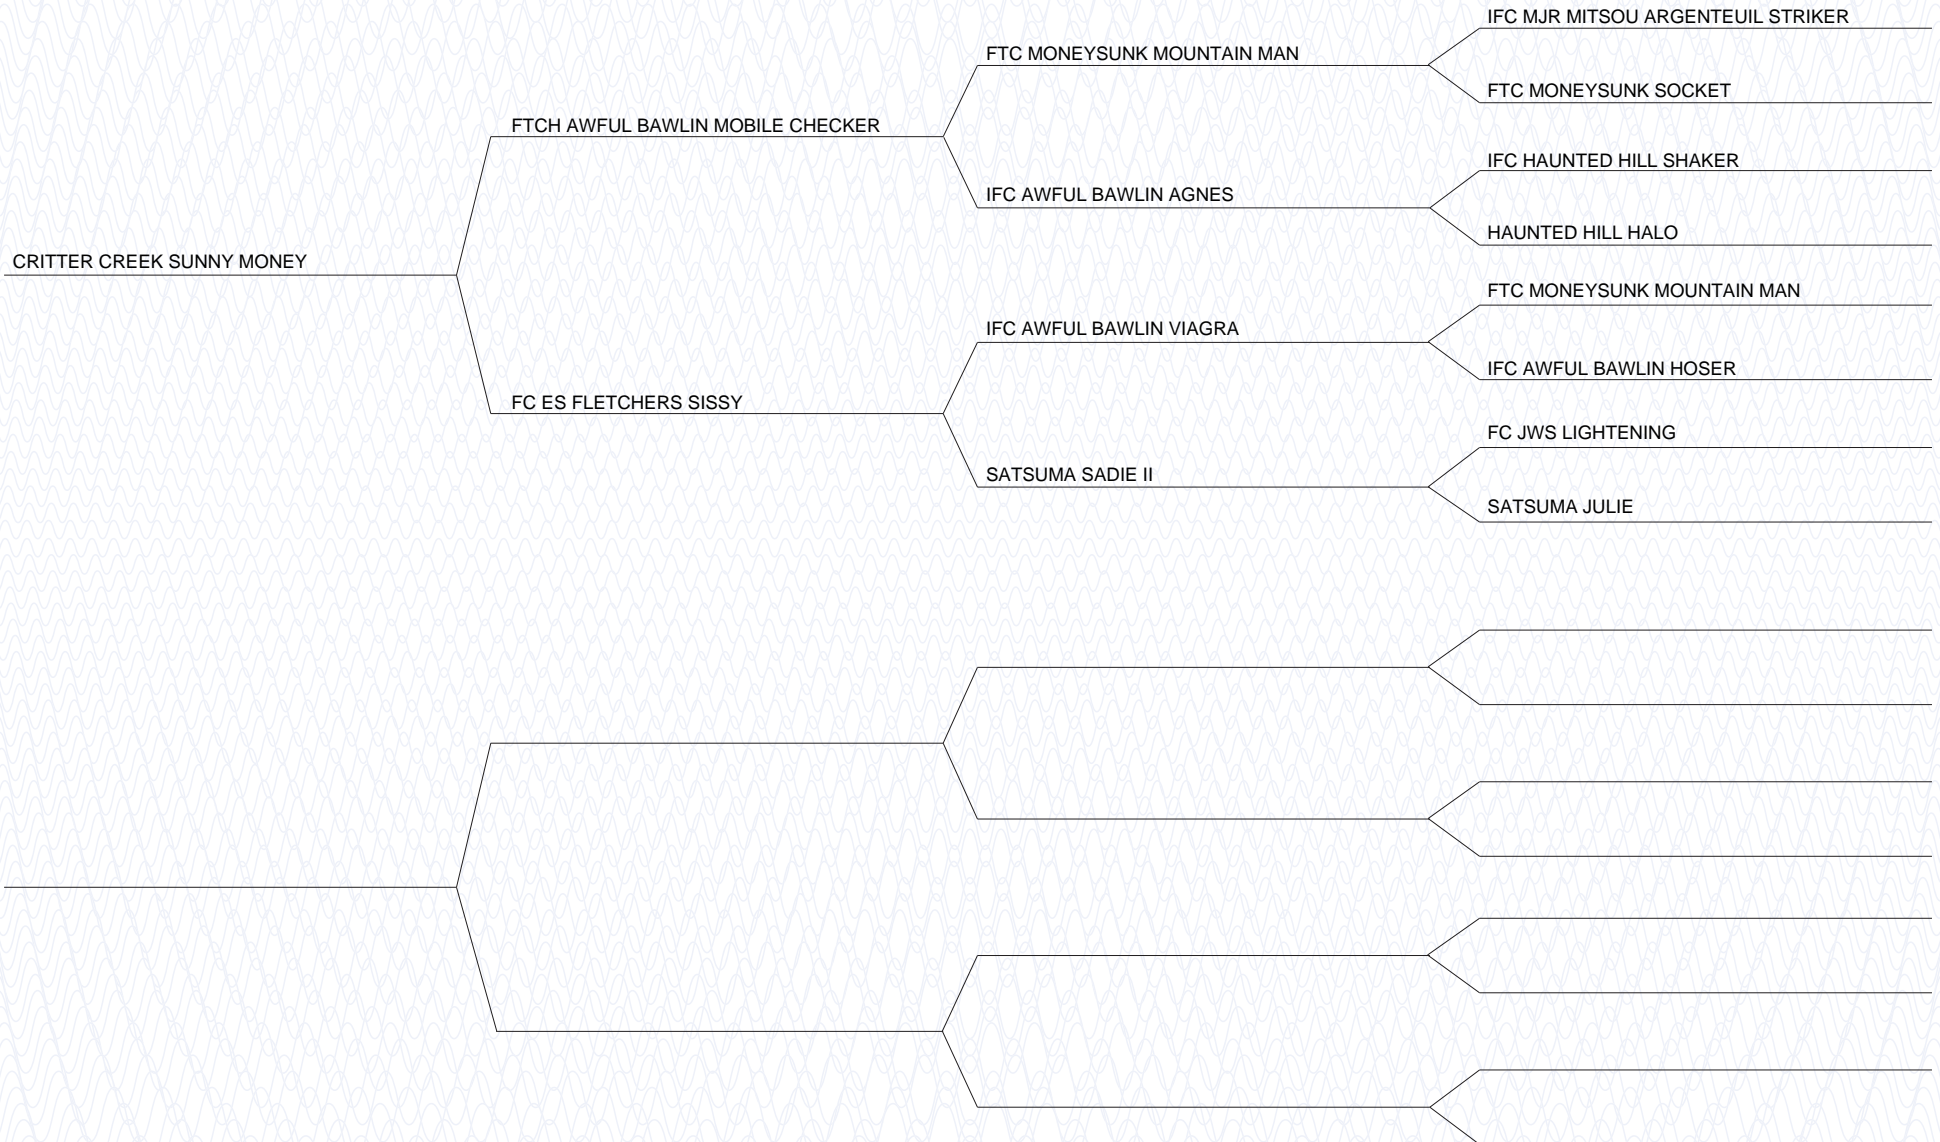 IFC MJR MITSOU ARGENTEUIL STRIKER
FTC MONEYSUNK MOUNTAIN MAN
FTC MONEYSUNK SOCKET
FTCH AWFUL BAWLIN MOBILE CHECKER
IFC HAUNTED HILL SHAKER
IFC AWFUL BAWLIN AGNES
HAUNTED HILL HALO
CRITTER CREEK SUNNY MONEY
FTC MONEYSUNK MOUNTAIN MAN
IFC AWFUL BAWLIN VIAGRA
IFC AWFUL BAWLIN HOSER
FC ES FLETCHERS SISSY
FC JWS LIGHTENING
SATSUMA SADIE II
SATSUMA JULIE